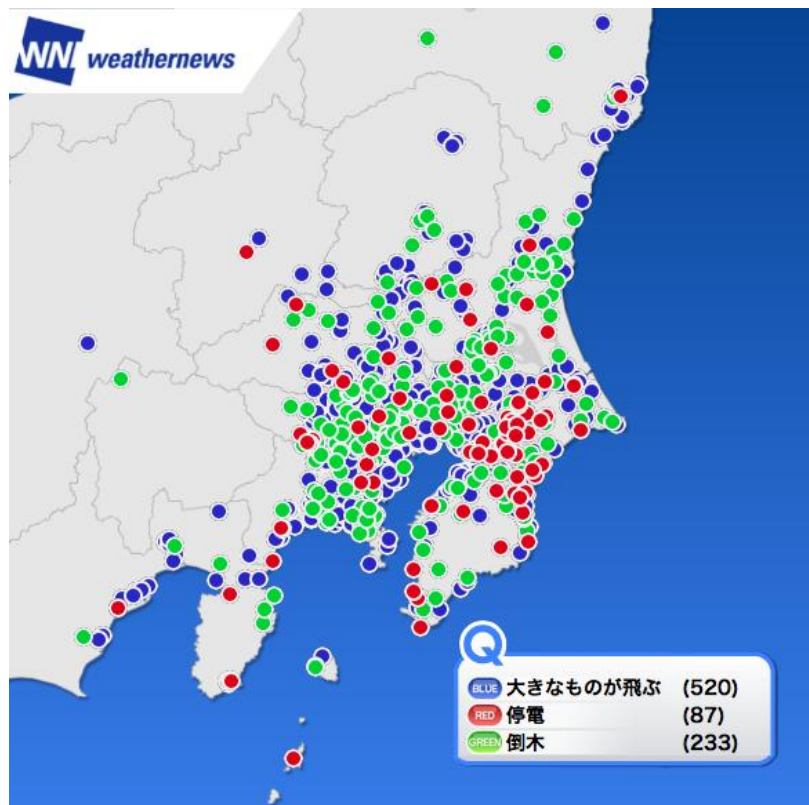 WNI weathernews
Q
BLUE 大きなものが飛ぶ (520)
RED 停電 (87)
GREEN 倒木 (233)